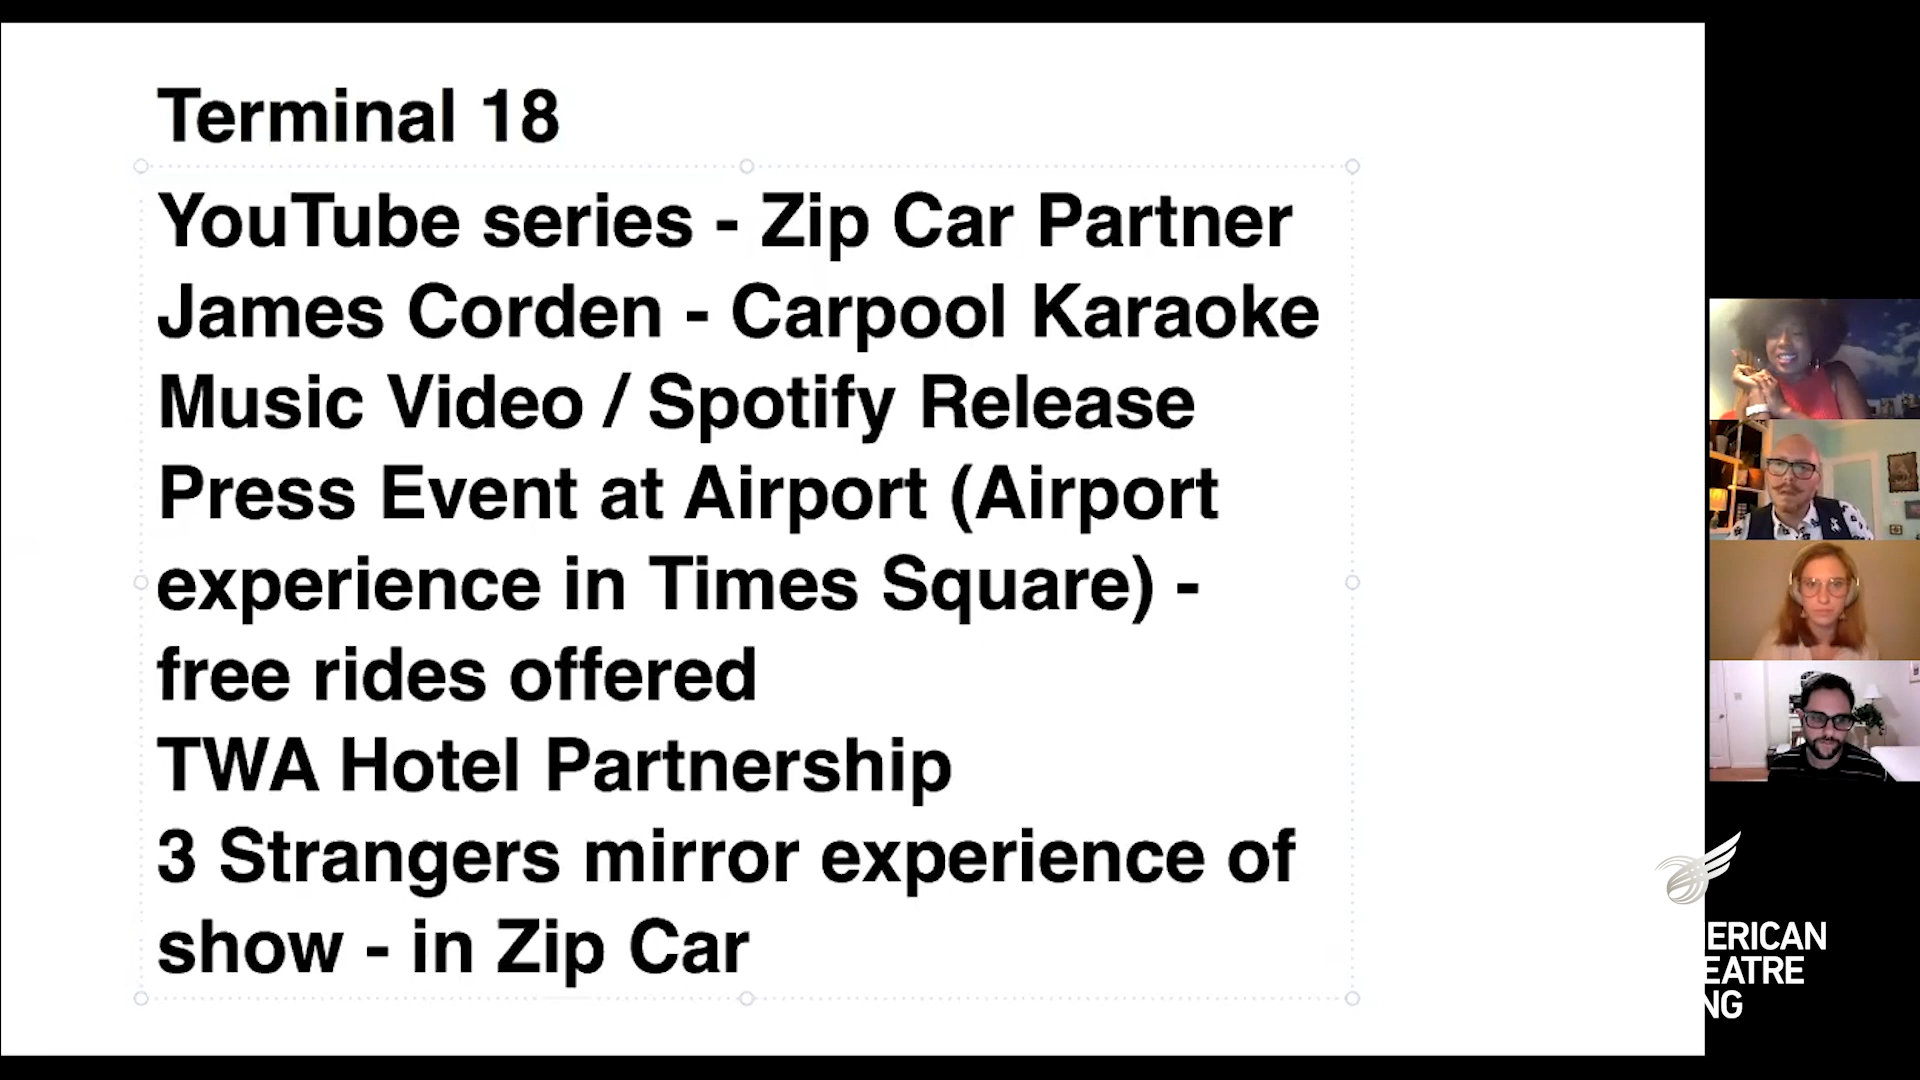 Terminal 18
YouTube series - Zip Car Partner
James Corden - Carpool Karaoke
Music Video / Spotify Release
Press Event at Airport (Airport
experience in Times Square) -
free rides offered
TWA Hotel Partnership
3 Strangers mirror experience of
show - in Zip Car
ERICAN
EATRE
NG